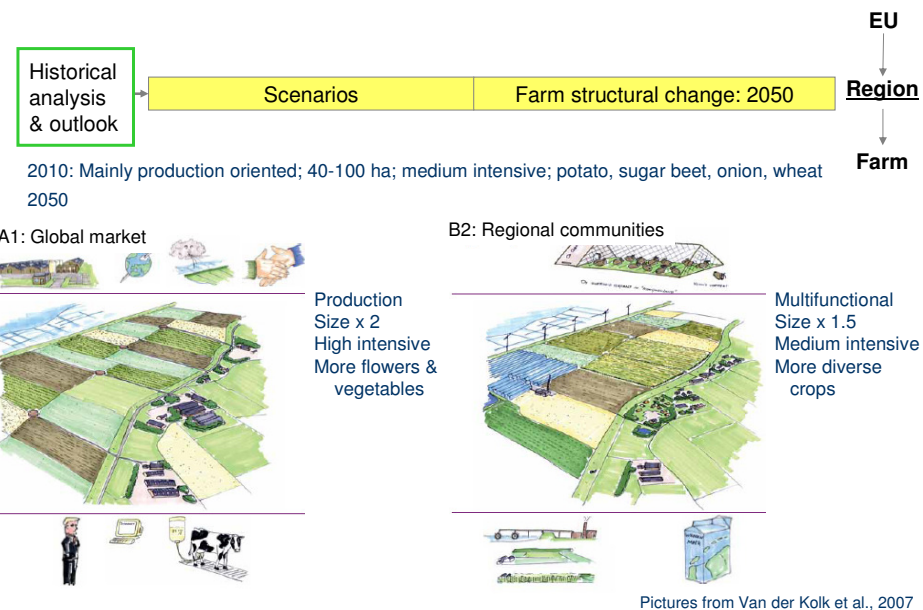 EU
Historical
analysis
& outlook
Scenarios
Farm structural change: 2050
Region
Farm
2010: Mainly production oriented; 40-100 ha; medium intensive; potato, sugar beet, onion, wheat
2050
A1: Global market
B2: Regional communities
Production
Size x 2
High intensive
More flowers &
vegetables
Multifunctional
Size x 1.5
Medium intensive
More diverse
crops
Pictures from Van der Kolk et al., 2007